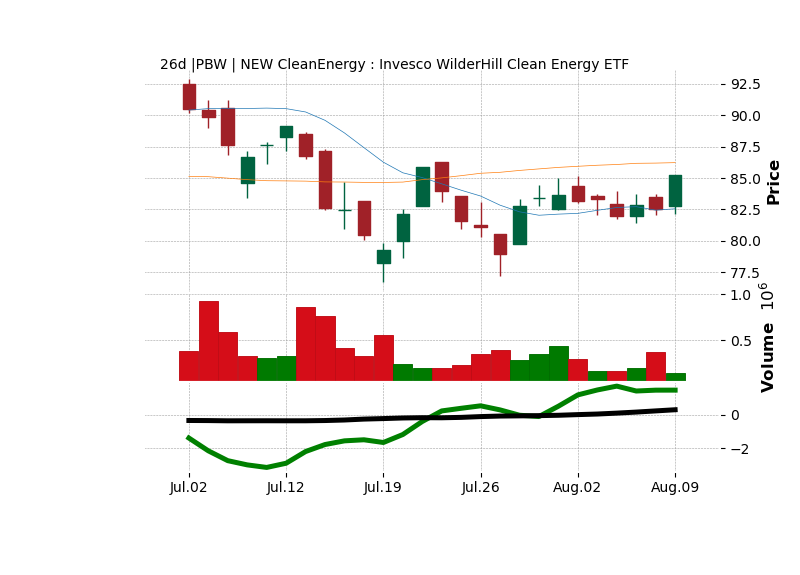 26d |PBW | NEW CleanEnergy : Invesco WilderHill Clean Energy ETF
92.5
90.0
87.5
85.0
82.5
80.0
77.5
Price
1.0
0.5
Volume 10^6
0
−2
Jul.02 Jul.12 Jul.19 Jul.26 Aug.02 Aug.09